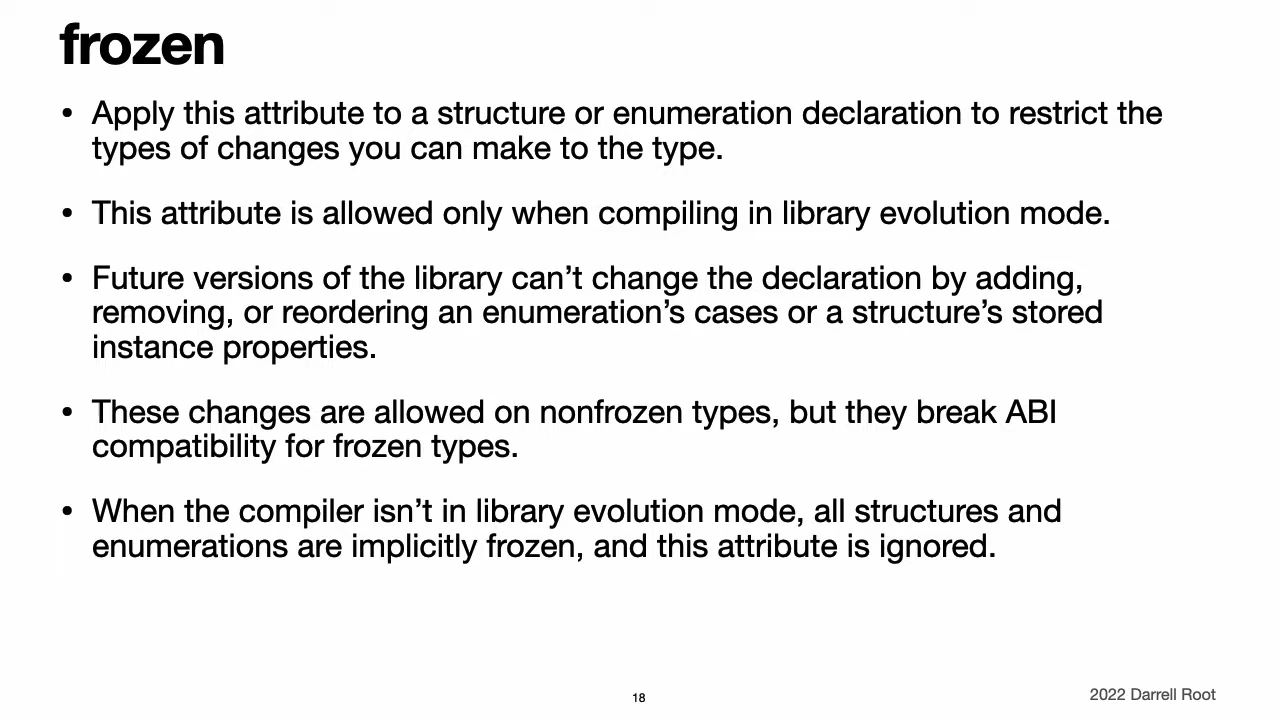 frozen
• Apply this attribute to a structure or enumeration declaration to restrict the
types of changes you can make to the type.
• This attribute is allowed only when compiling in library evolution mode.
• Future versions of the library can’t change the declaration by adding,
removing, or reordering an enumeration’s cases or a structure’s stored
instance properties.
• These changes are allowed on nonfrozen types, but they break ABI
compatibility for frozen types.
• When the compiler isn’t in library evolution mode, all structures and
enumerations are implicitly frozen, and this attribute is ignored.
18
2022 Darrell Root